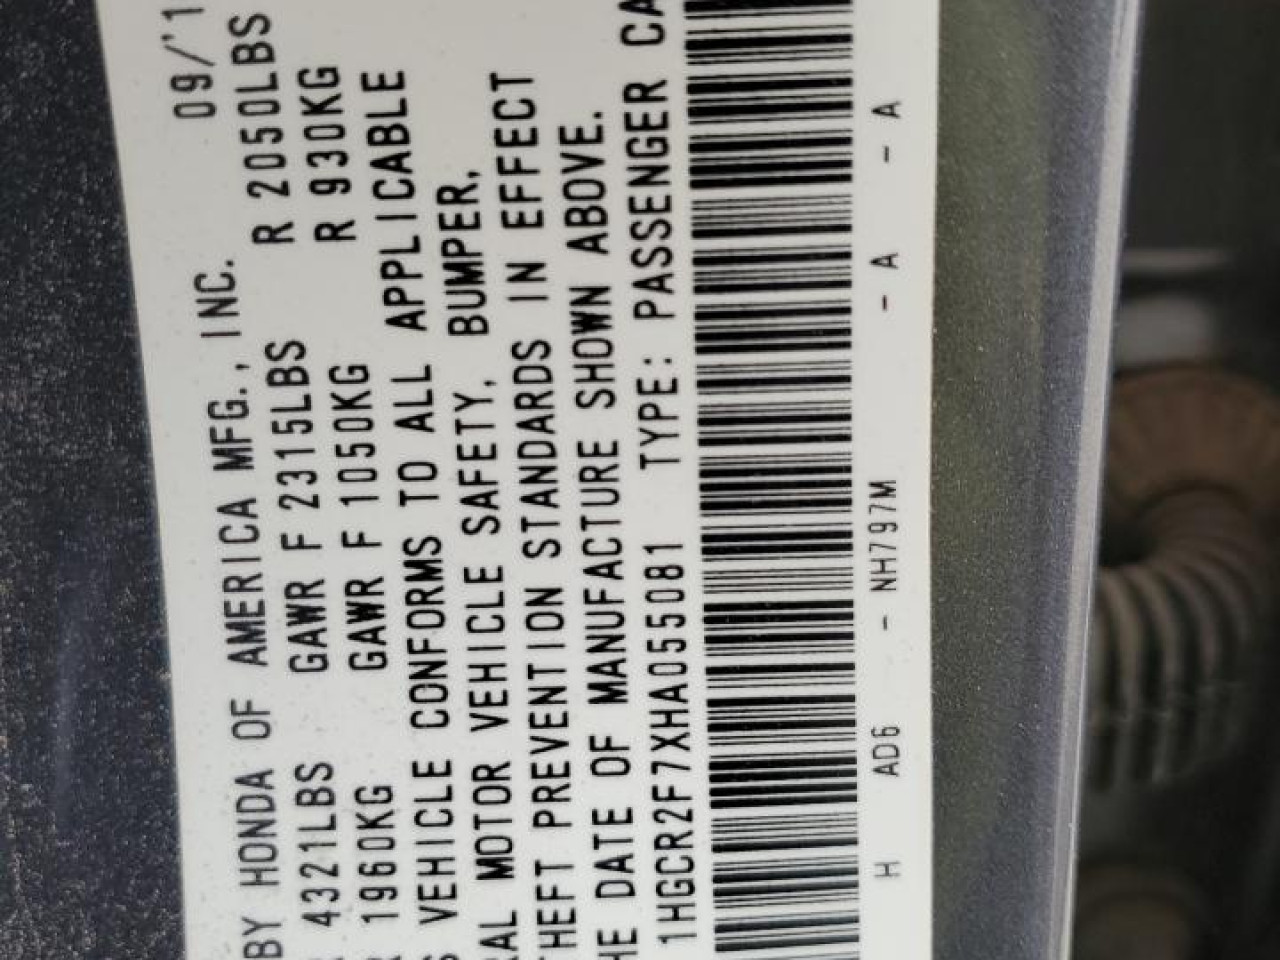 BY HONDA OF AMERICA MFG., INC. 09/'1
4321LBS GAWR F 2315LBS R 2050LBS
1960KG GAWR F 1050KG R 930KG
VEHICLE CONFORMS TO ALL APPLICABLE
AL MOTOR VEHICLE SAFETY, BUMPER,
THEFT PREVENTION STANDARDS IN EFFECT
HE DATE OF MANUFACTURE SHOWN ABOVE.
1HGCR2F7XHA055081 TYPE: PASSENGER CA
H AD6 - NH797M - A - A